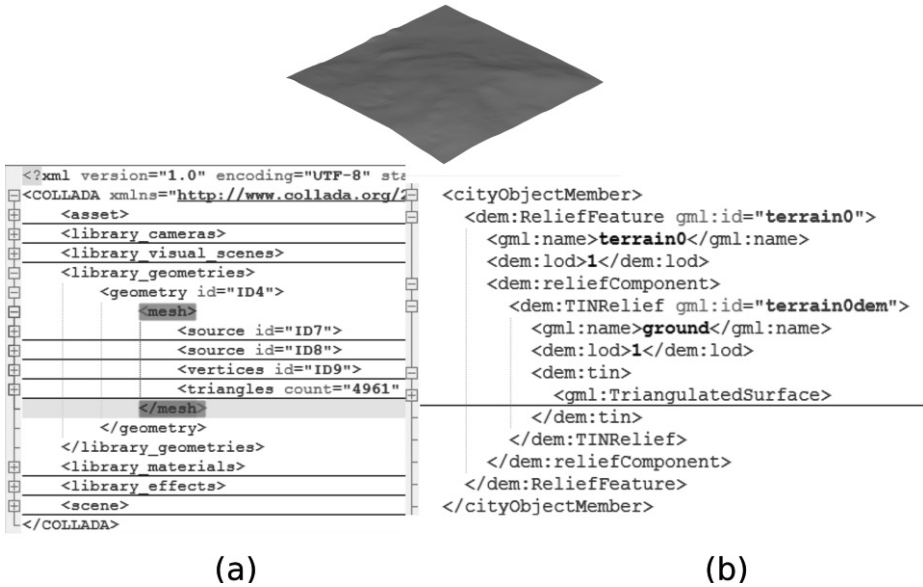 <?xml version="1.0" encoding="UTF-8" sta
<COLLADA xmlns="http://www.collada.org/2
<asset>
<library_cameras>
<library_visual_scenes>
<library_geometries>
<geometry id="ID4">
<mesh>
<source id="ID7">
<source id="ID8">
<vertices id="ID9">
<triangles count="4961"
</mesh>
</geometry>
</library_geometries>
<library_materials>
<library_effects>
<scene>
</COLLADA>
(a)
<cityObjectMember>
<dem:ReliefFeature gml:id="terrain0">
<gml:name>terrain0</gml:name>
<dem:lod>1</dem:lod>
<dem:reliefComponent>
<dem:TINRelief gml:id="terrain0dem">
<gml:name>ground</gml:name>
<dem:lod>1</dem:lod>
<dem:tin>
<gml:TriangulatedSurface>
</dem:tin>
</dem:TINRelief>
</dem:reliefComponent>
</dem:ReliefFeature>
</cityObjectMember>
(b)